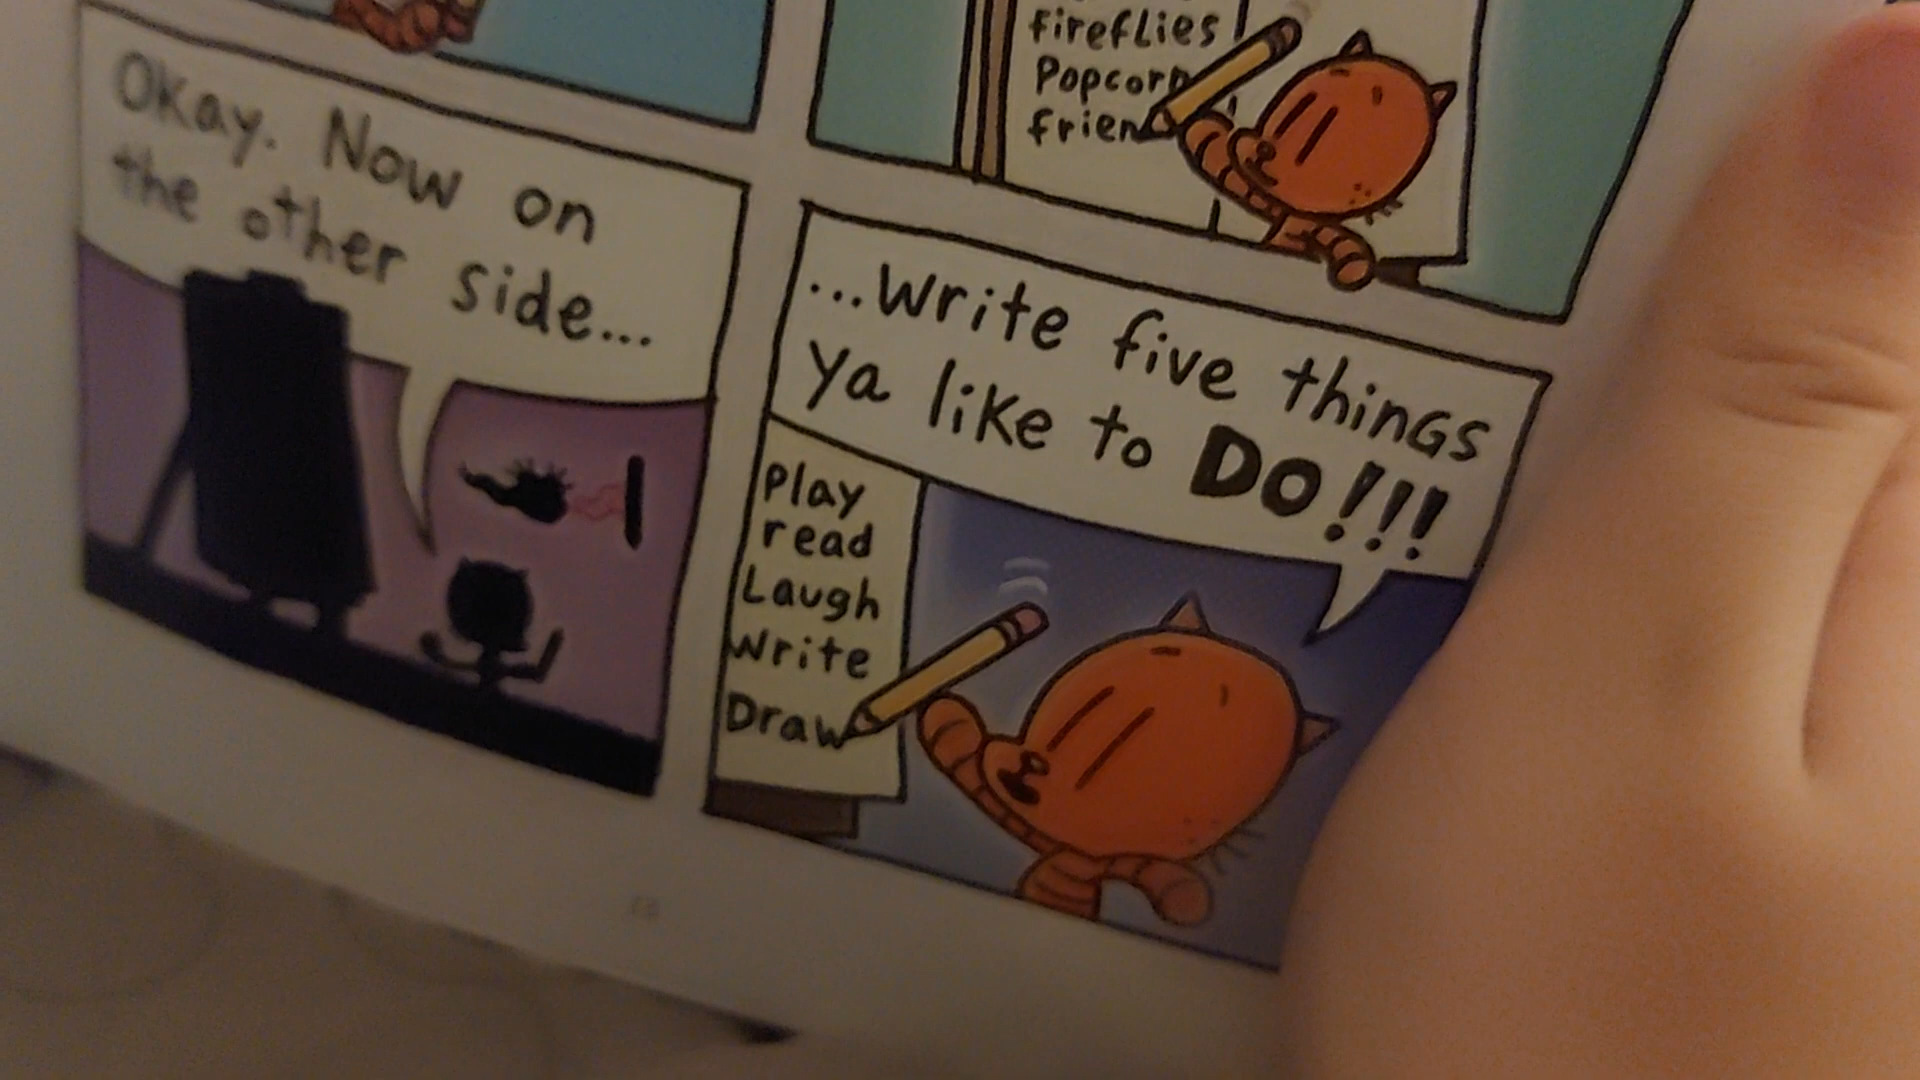 fireflies
Popcorn
frien
Okay. Now on
the other side...
...Write five things
ya like to DO!!!
Play
read
Laugh
Write
Draw